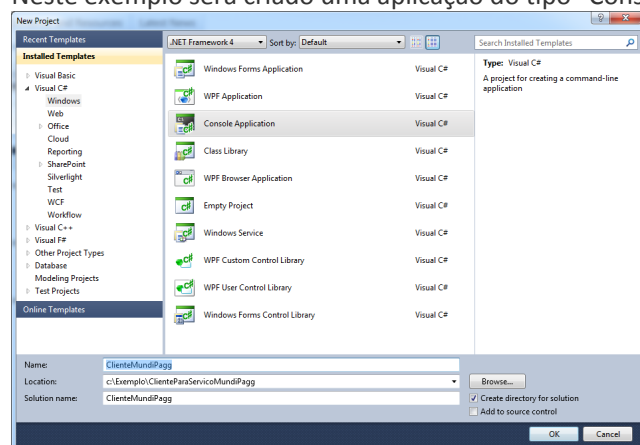 Neste exemplo será criado uma aplicação do tipo "Cons
New Project
Recent Templates
.NET Framework 4 Sort by: Default
Search Installed Templates
Installed Templates
Visual Basic
Visual C#
Windows
Web
Office
Cloud
Reporting
SharePoint
Silverlight
Test
WCF
Workflow
Visual C++
Visual F#
Other Project Types
Database
Modeling Projects
Test Projects
Online Templates
Windows Forms Application Visual C#
WPF Application Visual C#
Console Application Visual C#
Class Library Visual C#
WPF Browser Application Visual C#
Empty Project Visual C#
Windows Service Visual C#
WPF Custom Control Library Visual C#
WPF User Control Library Visual C#
Windows Forms Control Library Visual C#
Type: Visual C#
A project for creating a command-line
application
Name: ClienteMundiPagg
Location: c:\Exemplo\ClienteParaServicoMundiPagg
Browse...
Solution name: ClienteMundiPagg
Create directory for solution
Add to source control
OK Cancel